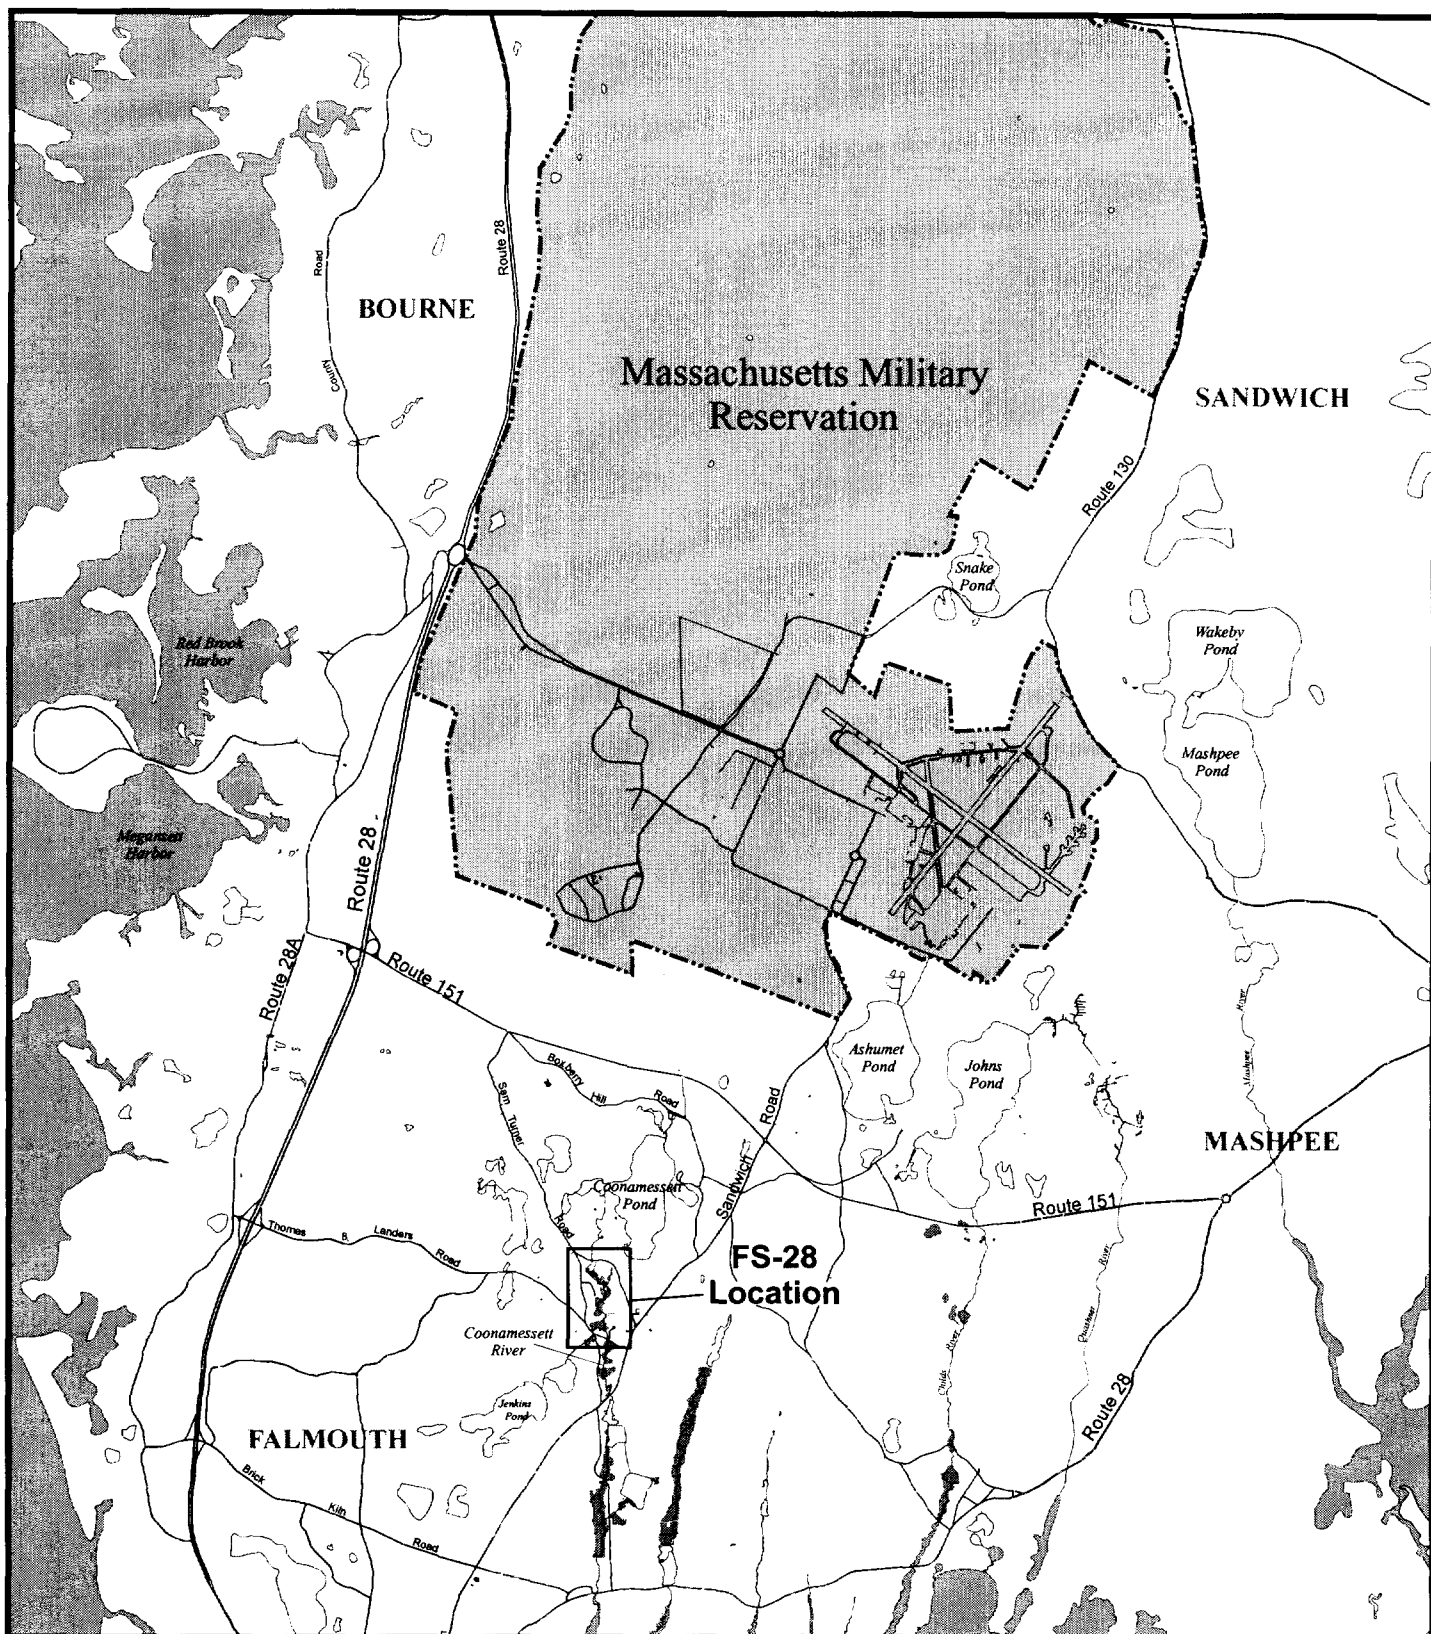 Route 28
Road
BOURNE
County
Massachusetts Military
Reservation
SANDWICH
Route 130
Snake
Pond
Wakeby
Pond
Red Brook
Harbor
Mashpee
Pond
Megansett
Harbor
Route 28
Route 28A
Route 151
Mashpee
River
Ashumet
Pond
Johns
Pond
Boxberry
Hill
Road
Sam
Turner
Road
Sandwich
Road
MASHPEE
Coonamessett
Pond
Route 151
Thomas
B.
Landers
Road
FS-28
Location
Coonamessett
River
Childs
River
Quashnet
River
Jenkins
Pond
Route 28
FALMOUTH
Brick
Kiln
Road